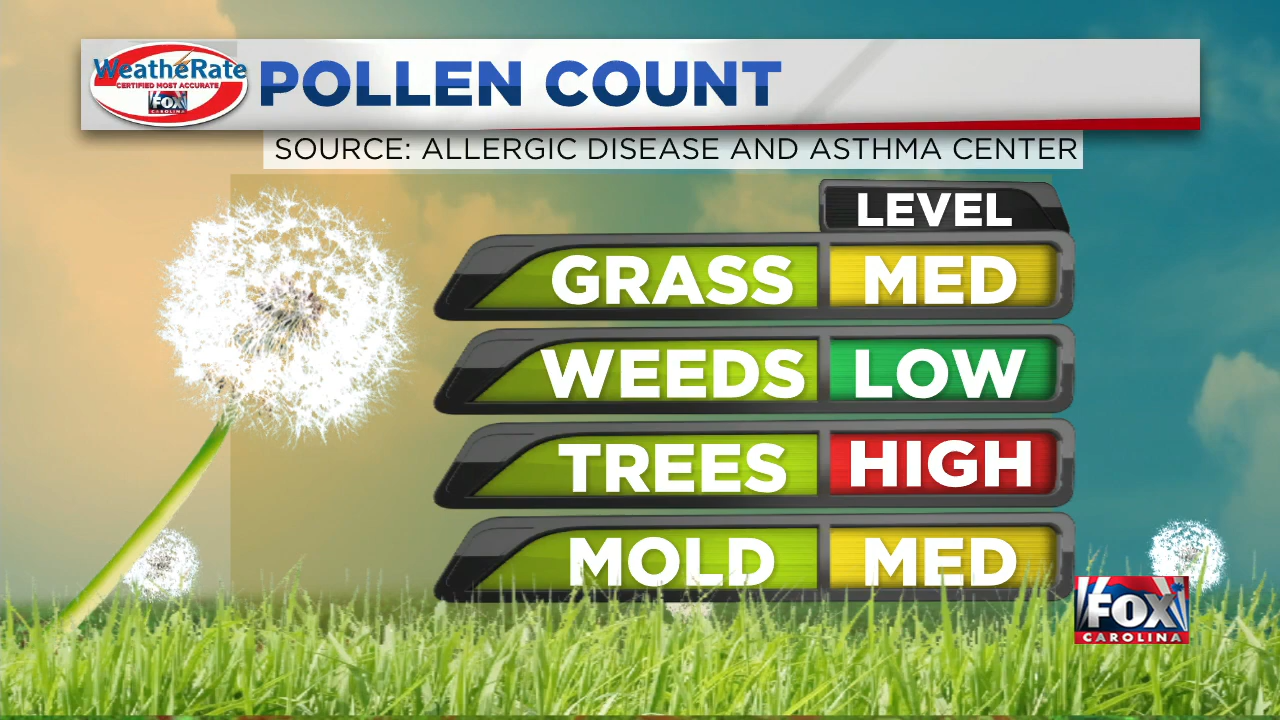 WeatheRate
CERTIFIED MOST ACCURATE
FOX
CAROLINA
POLLEN COUNT
SOURCE: ALLERGIC DISEASE AND ASTHMA CENTER
LEVEL
GRASS MED
WEEDS LOW
TREES HIGH
MOLD MED
FOX
CAROLINA